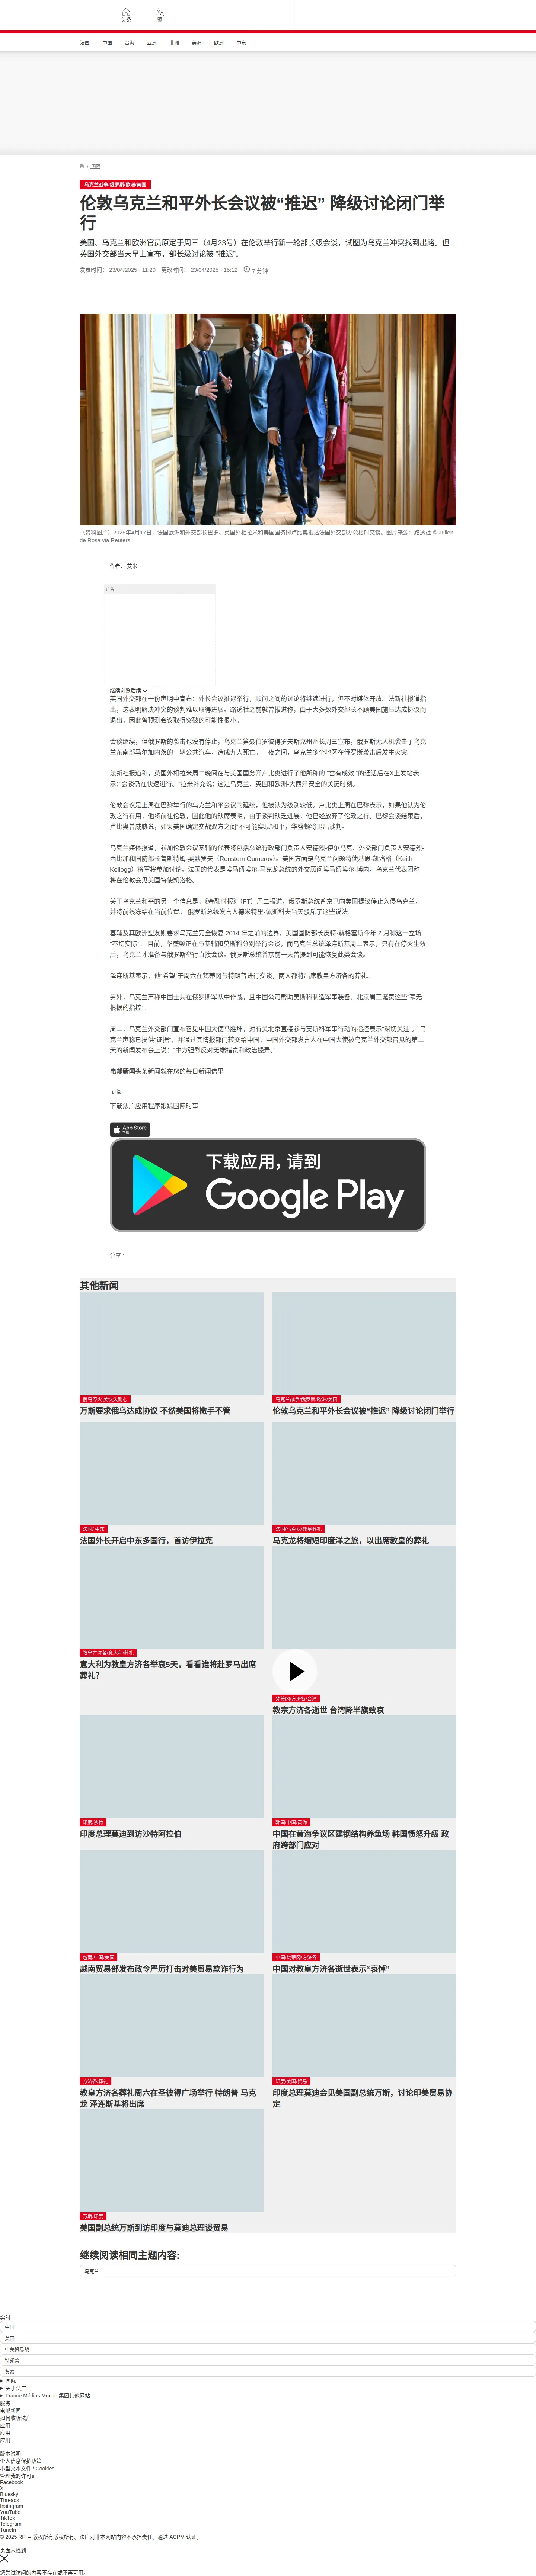 头条
繁
法国
中国
台海
亚洲
非洲
美洲
欧洲
中东
/ 国际
乌克兰战争/俄罗斯/欧洲/美国
伦敦乌克兰和平外长会议被“推迟” 降级讨论闭门举
行
美国、乌克兰和欧洲官员原定于周三（4月23号）在伦敦举行新一轮部长级会谈，试图为乌克兰冲突找到出路。但
英国外交部当天早上宣布，部长级讨论被 “推迟”。
发表时间： 23/04/2025 - 11:29 更改时间： 23/04/2025 - 15:12 7 分钟
（资料图片）2025年4月17日，法国欧洲和外交部长巴罗、英国外相拉米和美国国务卿卢比奥抵达法国外交部办公楼时交谈。图片来源：路透社 © Julien
de Rosa via Reuters
作者： 艾米
广告
继续浏览后续
英国外交部在一份声明中宣布：外长会议推迟举行，顾问之间的讨论将继续进行，但不对媒体开放。法新社报道指
出，这表明解决冲突的谈判难以取得进展。路透社之前就曾报道称，由于大多数外交部长不顾美国施压达成协议而
退出，因此曾预测会议取得突破的可能性很小。
会谈继续，但俄罗斯的袭击也没有停止，乌克兰第聂伯罗彼得罗夫斯克州州长周三宣布，俄罗斯无人机袭击了乌克
兰东南部马尔加内茨的一辆公共汽车，造成九人死亡。一夜之间，乌克兰多个地区在俄罗斯袭击后发生火灾。
法新社报道称，英国外相拉米周二晚间在与美国国务卿卢比奥进行了他所称的 “富有成效 ”的通话后在X上发帖表
示：“会谈仍在快速进行。”拉米补充说：“这是乌克兰、英国和欧洲-大西洋安全的关键时刻。
伦敦会议是上周在巴黎举行的乌克兰和平会议的延续，但被认为级别较低。卢比奥上周在巴黎表示，如果他认为伦
敦之行有用，他将前往伦敦，因此他的缺席表明，由于谈判缺乏进展，他已经放弃了伦敦之行。巴黎会谈结束后，
卢比奥曾威胁说，如果美国确定交战双方之间“不可能实现”和平，华盛顿将退出谈判。
乌克兰媒体报道，参加伦敦会议基辅的代表将包括总统行政部门负责人安德烈-伊尔马克、外交部门负责人安德烈-
西比加和国防部长鲁斯特姆-奥默罗夫（Roustem Oumerov）。美国方面是乌克兰问题特使基思-凯洛格（Keith
Kellogg）将军将参加讨论。法国的代表是埃马纽埃尔-马克龙总统的外交顾问埃马纽埃尔-博内。乌克兰代表团称
将在伦敦会见美国特使凯洛格。
关于乌克兰和平的另一个信息是，《金融时报》（FT）周二报道，俄罗斯总统普京已向美国提议停止入侵乌克兰，
并将前线冻结在当前位置。 俄罗斯总统发言人德米特里-佩斯科夫当天驳斥了这些说法。
基辅及其欧洲盟友则要求乌克兰完全恢复 2014 年之前的边界，美国国防部长皮特·赫格塞斯今年 2 月称这一立场
“不切实际”。 目前，华盛顿正在与基辅和莫斯科分别举行会谈，而乌克兰总统泽连斯基周二表示，只有在停火生效
后，乌克兰才准备与俄罗斯举行直接会谈。俄罗斯总统普京前一天曾提到可能恢复此类会谈。
泽连斯基表示，他“希望”于周六在梵蒂冈与特朗普进行交谈，两人都将出席教皇方济各的葬礼。
另外，乌克兰声称中国士兵在俄罗斯军队中作战，且中国公司帮助莫斯科制造军事装备，北京周三谴责这些“毫无
根据的指控”。
周二，乌克兰外交部门宣布召见中国大使马胜坤，对有关北京直接参与莫斯科军事行动的指控表示“深切关注”。 乌
克兰声称已提供“证据”，并通过其情报部门转交给中国。中国外交部发言人在中国大使被乌克兰外交部召见的第二
天的新闻发布会上说：“中方强烈反对无端指责和政治操弄。”
电邮新闻头条新闻就在您的每日新闻信里
订阅
下载法广应用程序跟踪国际时事
App Store
下载
下载应用，请到
Google Play
分享 :
其他新闻
俄乌停火 美快失耐心
万斯要求俄乌达成协议 不然美国将撒手不管
乌克兰战争/俄罗斯/欧洲/美国
伦敦乌克兰和平外长会议被“推迟” 降级讨论闭门举行
法国/ 中东
法国外长开启中东多国行，首访伊拉克
法国/马克龙/教皇葬礼
马克龙将缩短印度洋之旅，以出席教皇的葬礼
教皇方济各/意大利/葬礼
意大利为教皇方济各举哀5天，看看谁将赴罗马出席
葬礼？
梵蒂冈/方济各/台湾
教宗方济各逝世 台湾降半旗致哀
印度/沙特
印度总理莫迪到访沙特阿拉伯
韩国/中国/黄海
中国在黄海争议区建钢结构养鱼场 韩国愤怒升级 政
府跨部门应对
越南/中国/美国
越南贸易部发布政令严厉打击对美贸易欺诈行为
中国/梵蒂冈/方济各
中国对教皇方济各逝世表示“哀悼”
方济各/葬礼
教皇方济各葬礼周六在圣彼得广场举行 特朗普 马克
龙 泽连斯基将出席
印度/美国/贸易
印度总理莫迪会见美国副总统万斯，讨论印美贸易协
定
万斯/印度
美国副总统万斯到访印度与莫迪总理谈贸易
继续阅读相同主题内容:
乌克兰
实时
中国
美国
中美贸易战
特朗普
贸易
国际
关于法广
France Médias Monde 集团其他网站
服务
电邮新闻
如何收听法广
应用
应用
应用
版本说明
个人信息保护政策
小型文本文件 / Cookies
管理我的许可证
Facebook
X
Bluesky
Threads
Instagram
YouTube
TikTok
Telegram
TuneIn
© 2025 RFI – 版权所有版权所有。法广对非本网站内容不承担责任。通过 ACPM 认证。
页面未找到
您尝试访问的内容不存在或不再可用。